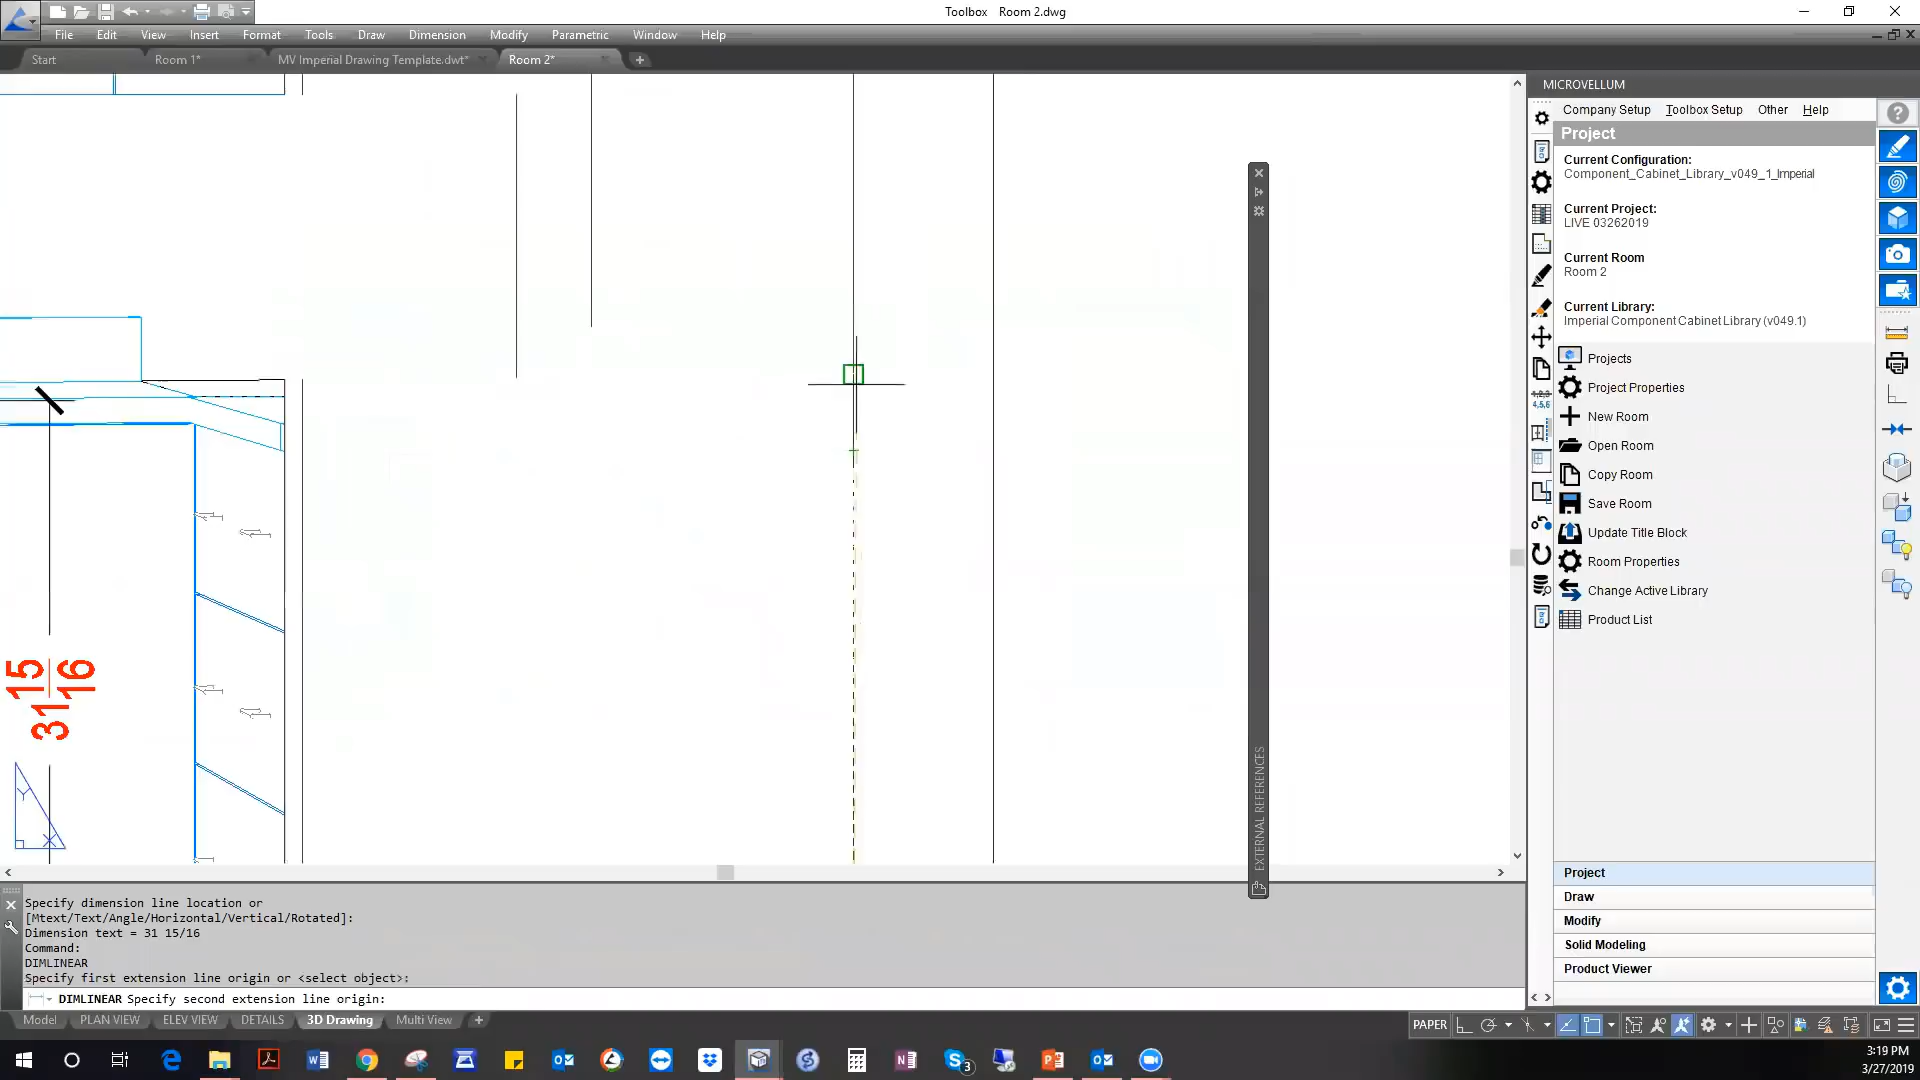 Toolbox Room 2.dwg
File Edit View Insert Format Tools Draw Dimension Modify Parametric Window Help
Start Room 1* MV Imperial Drawing Template.dwt* Room 2*
MICROVELLUM
Company Setup Toolbox Setup Other Help
Project
Current Configuration:
Component_Cabinet_Library_v049_1_Imperial
Current Project:
LIVE 03262019
Current Room
Room 2
Current Library:
Imperial Component Cabinet Library (v049.1)
Projects
Project Properties
New Room
Open Room
Copy Room
Save Room
Update Title Block
Room Properties
Change Active Library
Product List
31 15/16
Y
X
EXTERNAL REFERENCES
Project
Draw
Modify
Solid Modeling
Product Viewer
Specify dimension line location or
[Mtext/Text/Angle/Horizontal/Vertical/Rotated]:
Dimension text = 31 15/16
Command:
DIMLINEAR
Specify first extension line origin or <select object>:
DIMLINEAR Specify second extension line origin:
Model PLAN VIEW ELEV VIEW DETAILS 3D Drawing Multi View
PAPER
3:19 PM
3/27/2019